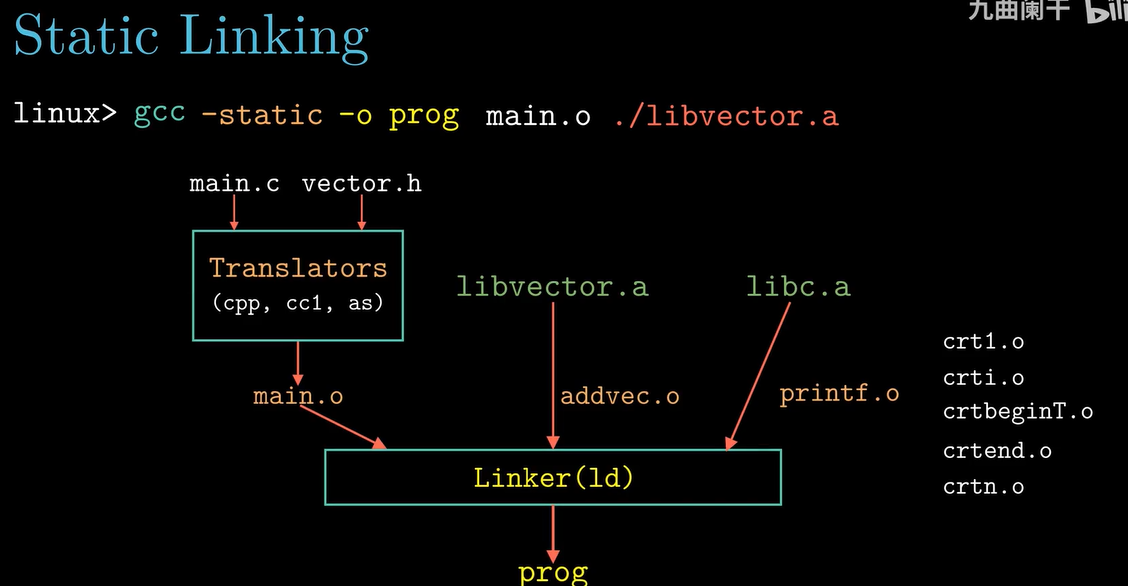 九曲阑干 bili
Static Linking
linux> gcc -static -o prog main.o ./libvector.a
main.c vector.h
Translators
(cpp, cc1, as)
libvector.a
libc.a
main.o
addvec.o
printf.o
crt1.o
crti.o
crtbeginT.o
crtend.o
crtn.o
Linker(ld)
prog